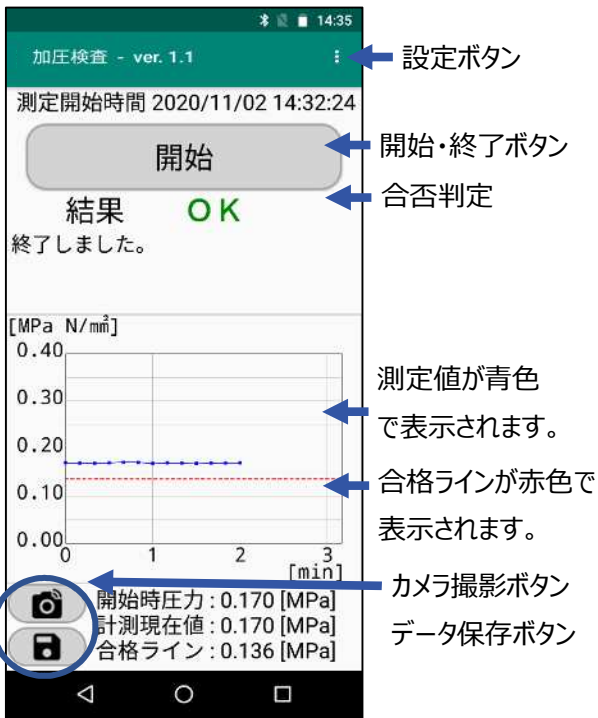 14:35
加圧検査 - ver. 1.1
設定ボタン
測定開始時間 2020/11/02 14:32:24
開始
開始・終了ボタン
合否判定
結果 OK
終了しました。
[MPa N/m㎡]
0.40
0.30
0.20
0.10
0.00
0 1 2 3
[min]
測定値が青色
で表示されます。
合格ラインが赤色で
表示されます。
開始時圧力 : 0.170 [MPa]
計測現在値 : 0.170 [MPa]
合格ライン : 0.136 [MPa]
カメラ撮影ボタン
データ保存ボタン